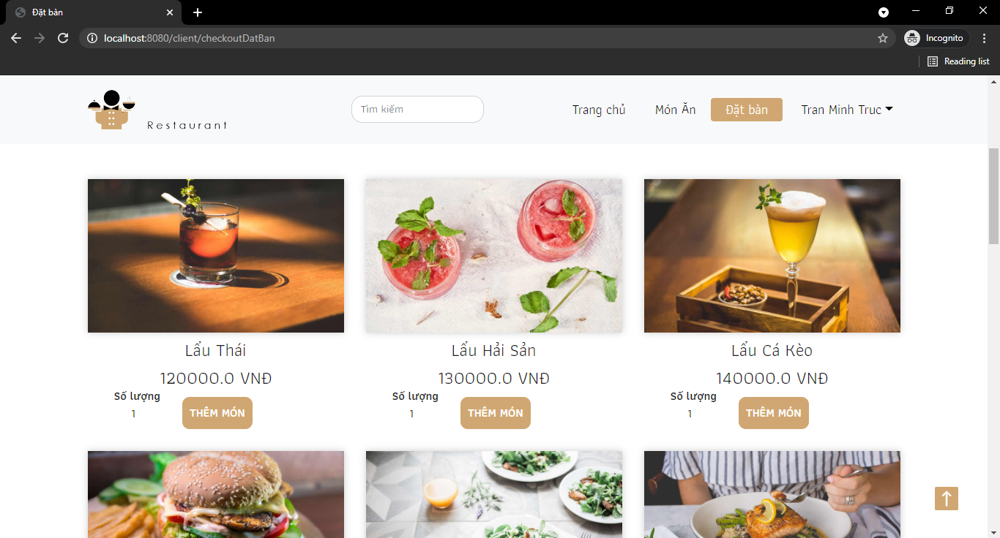 Đặt bàn
localhost:8080/client/checkoutDatBan
Incognito
Reading list
Restaurant
Tìm kiếm
Trang chủ
Món Ăn
Đặt bàn
Tran Minh Truc
Lẩu Thái
120000.0 VNĐ
Số lượng
1
THÊM MÓN
Lẩu Hải Sản
130000.0 VNĐ
Số lượng
1
THÊM MÓN
Lẩu Cá Kèo
140000.0 VNĐ
Số lượng
1
THÊM MÓN